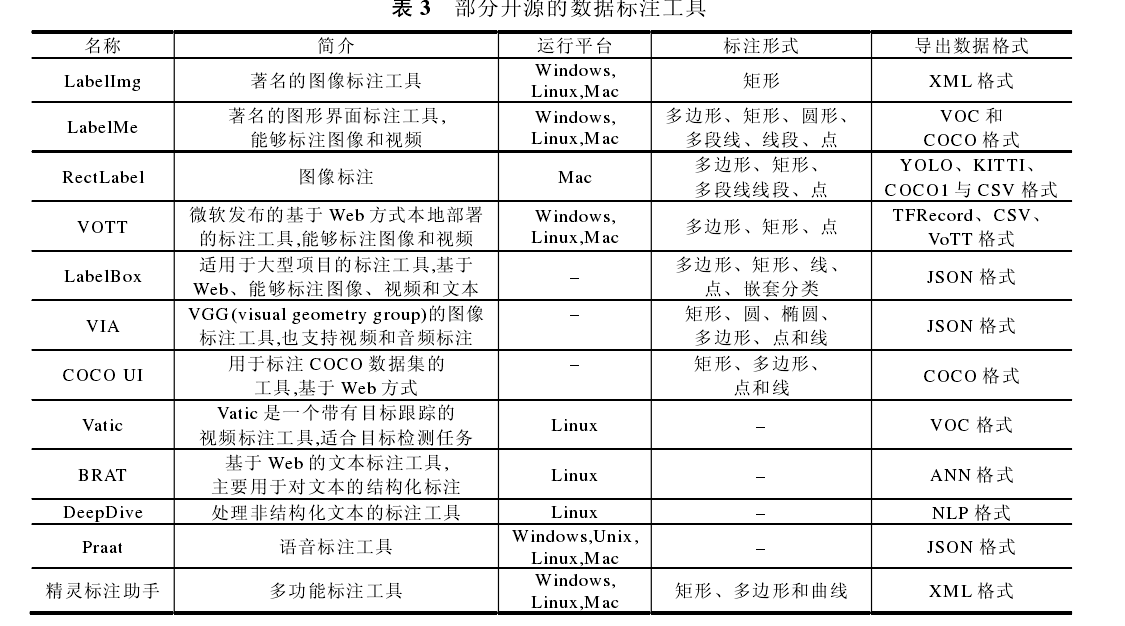 表 3 部分开源的数据标注工具
名称 简介 运行平台 标注形式 导出数据格式
LabelImg 著名的图像标注工具 Windows, 矩形 XML 格式
Linux,Mac
LabelMe 著名的图形界面标注工具, Windows, 多边形、矩形、圆形、 VOC 和
能够标注图像和视频 Linux,Mac 多段线、线段、点 COCO 格式
RectLabel 图像标注 Mac 多边形、矩形、 YOLO、KITTI、
多段线线段、点 COCO1 与 CSV 格式
VOTT 微软发布的基于 Web 方式本地部署 Windows, 多边形、矩形、点 TFRecord、CSV、
的标注工具,能够标注图像和视频 Linux,Mac VoTT 格式
LabelBox 适用于大型项目的标注工具,基于 – 多边形、矩形、线、 JSON 格式
Web、能够标注图像、视频和文本 点、嵌套分类
VIA VGG(visual geometry group)的图像 – 矩形、圆、椭圆、 JSON 格式
标注工具,也支持视频和音频标注 多边形、点和线
COCO UI 用于标注 COCO 数据集的 – 矩形、多边形、 COCO 格式
工具,基于 Web 方式 点和线
Vatic Vatic 是一个带有目标跟踪的 Linux – VOC 格式
视频标注工具,适合目标检测任务
BRAT 基于 Web 的文本标注工具, Linux – ANN 格式
主要用于对文本的结构化标注
DeepDive 处理非结构化文本的标注工具 Linux – NLP 格式
Praat 语音标注工具 Windows,Unix, – JSON 格式
Linux,Mac
精灵标注助手 多功能标注工具 Windows, 矩形、多边形和曲线 XML 格式
Linux,Mac